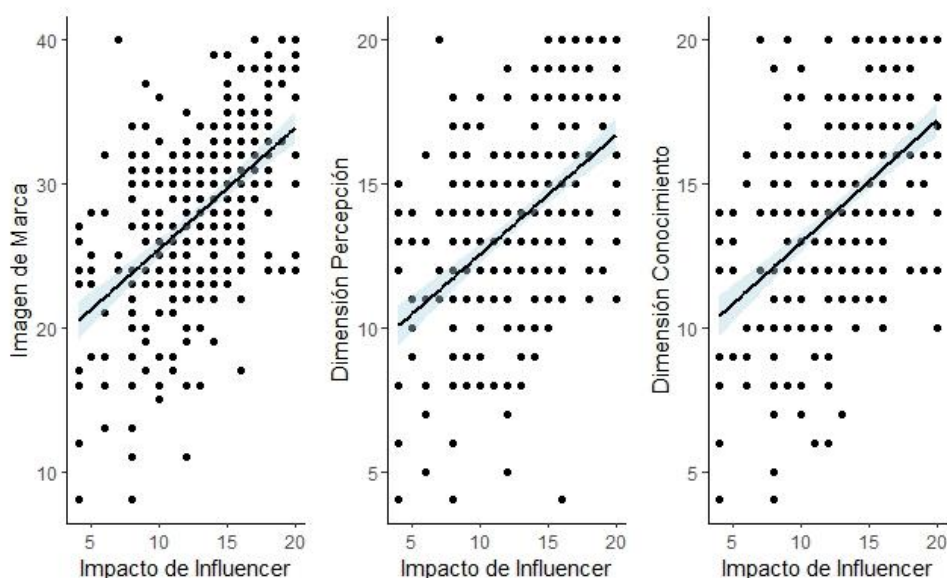 Imagen de Marca
40
30
20
10
5 10 15 20
Impacto de Influencer
Dimensión Percepción
20
15
10
5
5 10 15 20
Impacto de Influencer
Dimensión Conocimiento
20
15
10
5
5 10 15 20
Impacto de Influencer